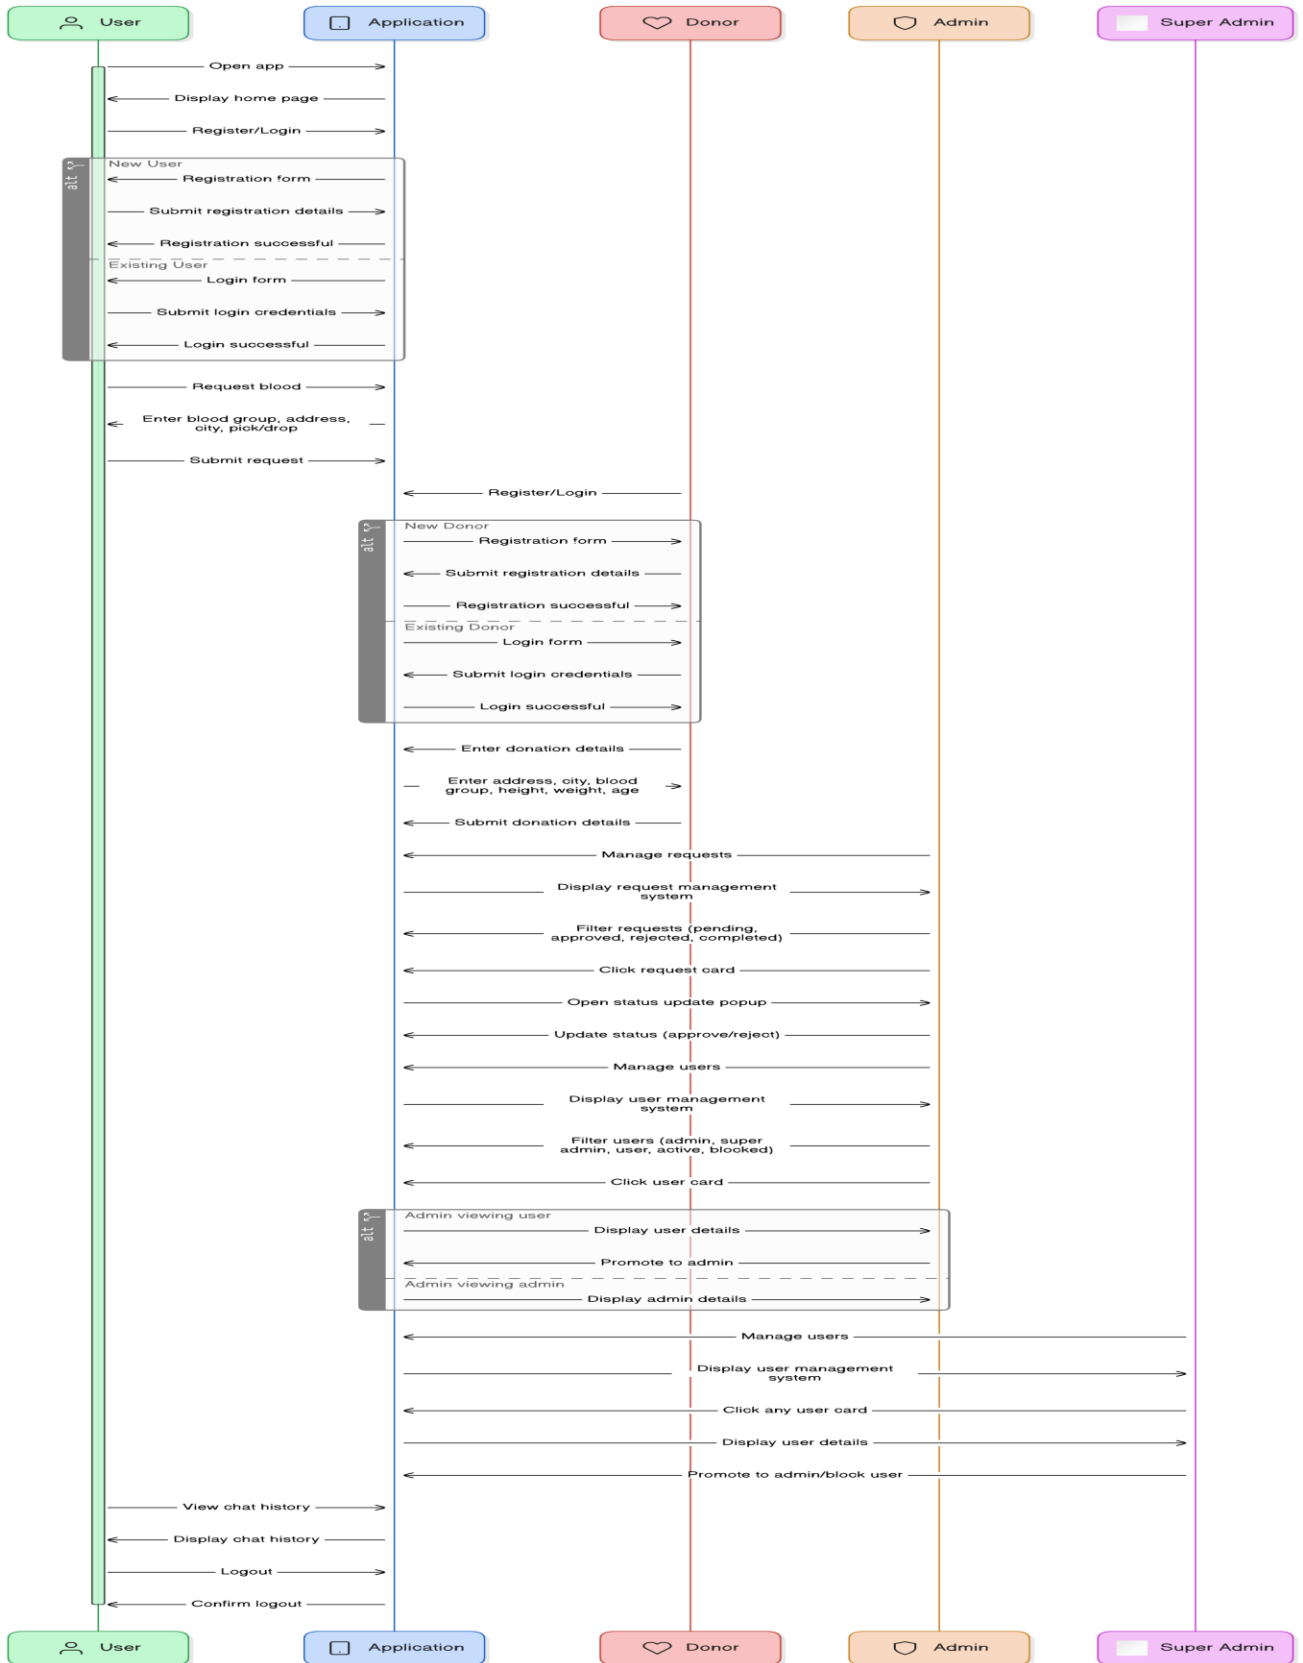 User Application Donor Admin Super Admin
Open app
Display home page
Register/Login
alt
New User
Registration form
Submit registration details
Registration successful
Existing User
Login form
Submit login credentials
Login successful
Request blood
Enter blood group, address,
city, pick/drop
Submit request
Register/Login
alt
New Donor
Registration form
Submit registration details
Registration successful
Existing Donor
Login form
Submit login credentials
Login successful
Enter donation details
Enter address, city, blood
group, height, weight, age
Submit donation details
Manage requests
Display request management
system
Filter requests (pending,
approved, rejected, completed)
Click request card
Open status update popup
Update status (approve/reject)
Manage users
Display user management
system
Filter users (admin, super
admin, user, active, blocked)
Click user card
alt
Admin viewing user
Display user details
Promote to admin
Admin viewing admin
Display admin details
Manage users
Display user management
system
Click any user card
Display user details
Promote to admin/block user
View chat history
Display chat history
Logout
Confirm logout
User Application Donor Admin Super Admin